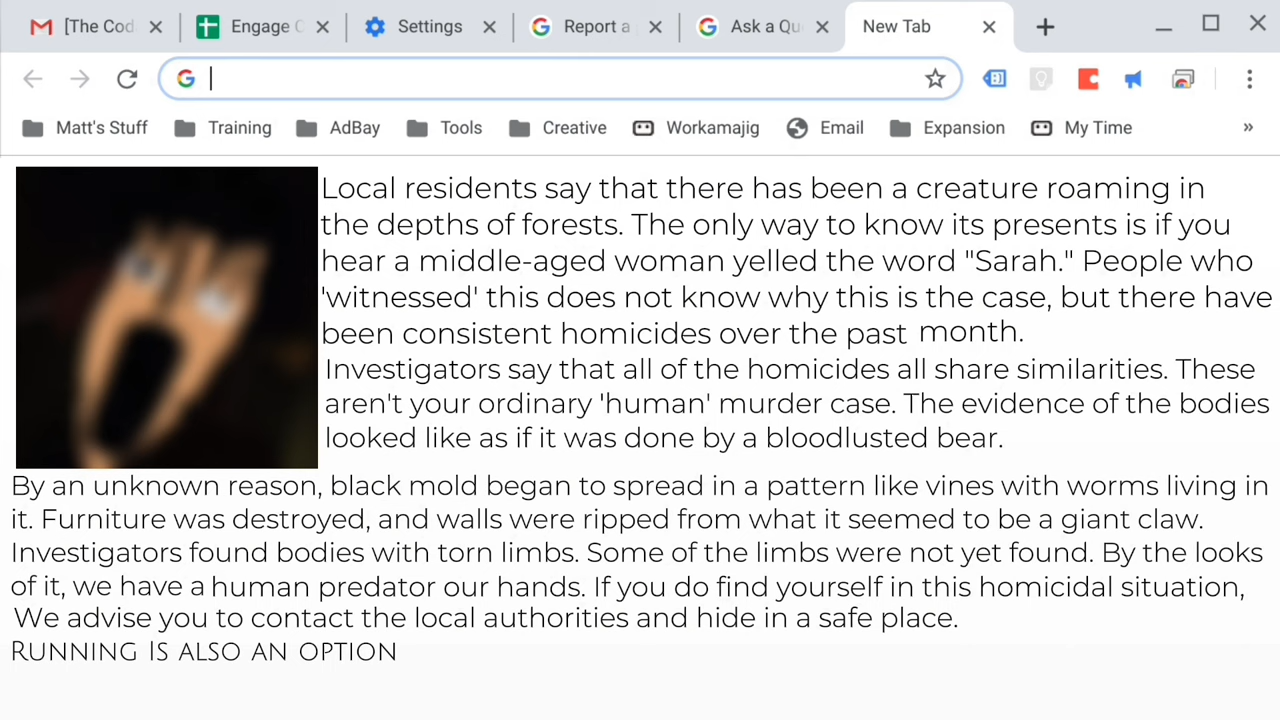 [The Cod Engage C Settings Report a Ask a Qu New Tab
Matt's Stuff Training AdBay Tools Creative Workamajig Email Expansion My Time »
Local residents say that there has been a creature roaming in
the depths of forests. The only way to know its presents is if you
hear a middle-aged woman yelled the word "Sarah." People who
'witnessed' this does not know why this is the case, but there have
been consistent homicides over the past month.
Investigators say that all of the homicides all share similarities. These
aren't your ordinary 'human' murder case. The evidence of the bodies
looked like as if it was done by a bloodlusted bear.
By an unknown reason, black mold began to spread in a pattern like vines with worms living in
it. Furniture was destroyed, and walls were ripped from what it seemed to be a giant claw.
Investigators found bodies with torn limbs. Some of the limbs were not yet found. By the looks
of it, we have a human predator our hands. If you do find yourself in this homicidal situation,
We advise you to contact the local authorities and hide in a safe place.
Running Is also an option